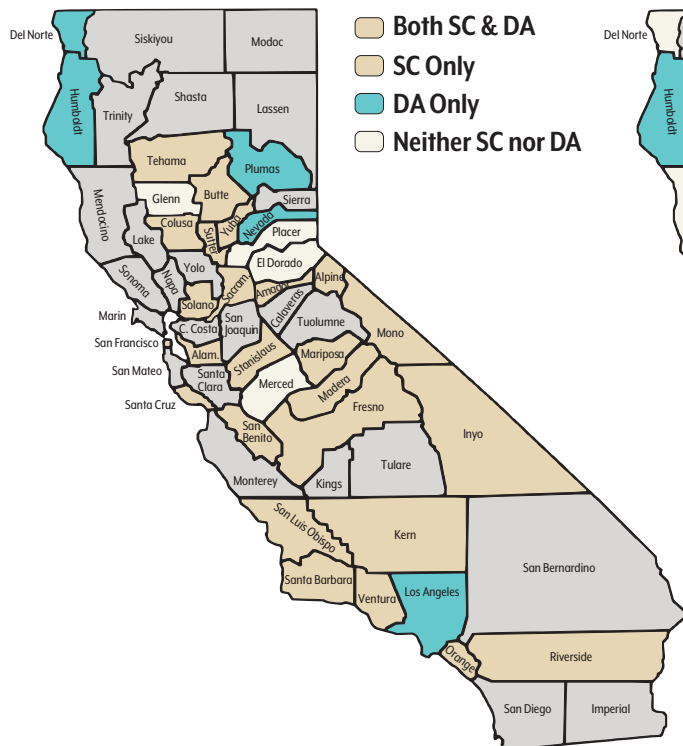 Both SC & DA
SC Only
DA Only
Neither SC nor DA
Del Norte
Siskiyou
Modoc
Humboldt
Trinity
Shasta
Lassen
Tehama
Plumas
Mendocino
Glenn
Butte
Sierra
Colusa
Sutter
Yuba
Nevada
Placer
Lake
El Dorado
Yolo
Sonoma
Napa
Sacram.
Amador
Alpine
Solano
Calaveras
Marin
C. Costa
San
Joaquin
Tuolumne
Mono
San Francisco
Alam.
Stanislaus
Mariposa
San Mateo
Santa
Clara
Merced
Madera
Santa Cruz
Fresno
San
Benito
Inyo
Monterey
Kings
Tulare
San Luis Obispo
Kern
Santa Barbara
Ventura
Los Angeles
San Bernardino
Orange
Riverside
San Diego
Imperial
Del Norte
Humboldt